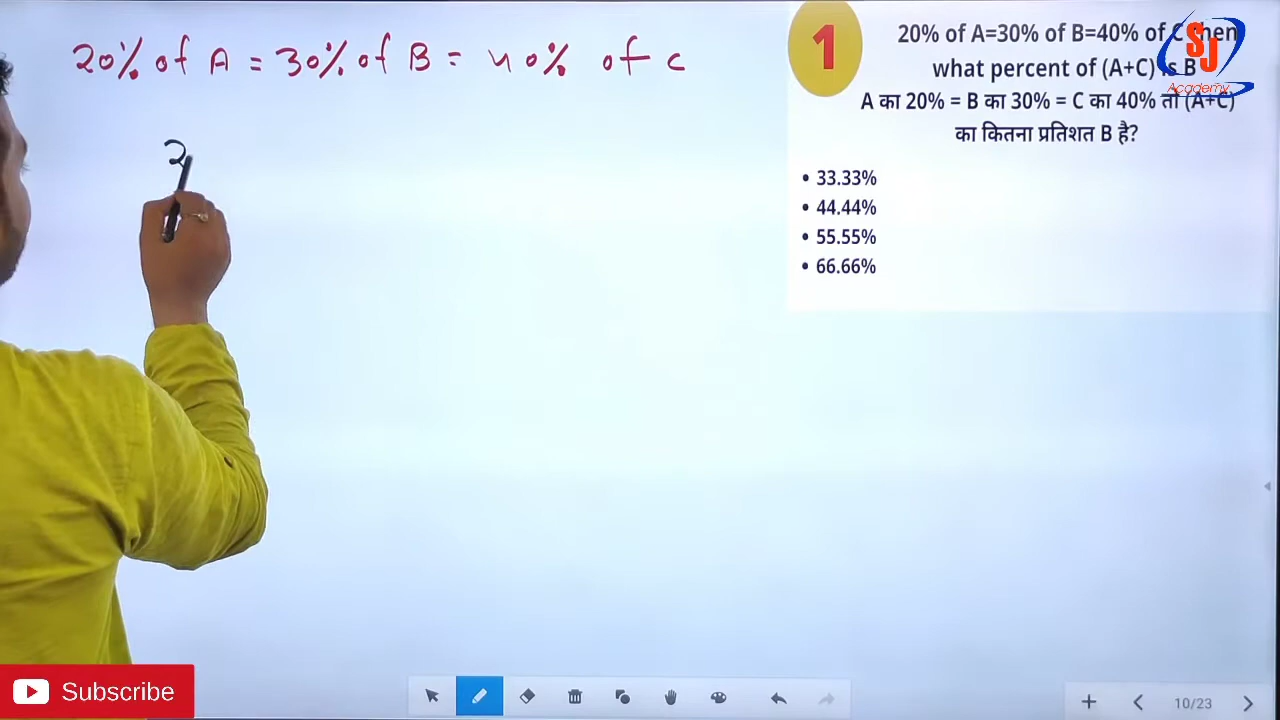 20% of A = 30% of B = 40% of C
2
1
20% of A=30% of B=40% of C then
what percent of (A+C) is B
A का 20% = B का 30% = C का 40% तो (A+C)
का कितना प्रतिशत B है?
• 33.33%
• 44.44%
• 55.55%
• 66.66%
SJ
Academy
Subscribe
10/23